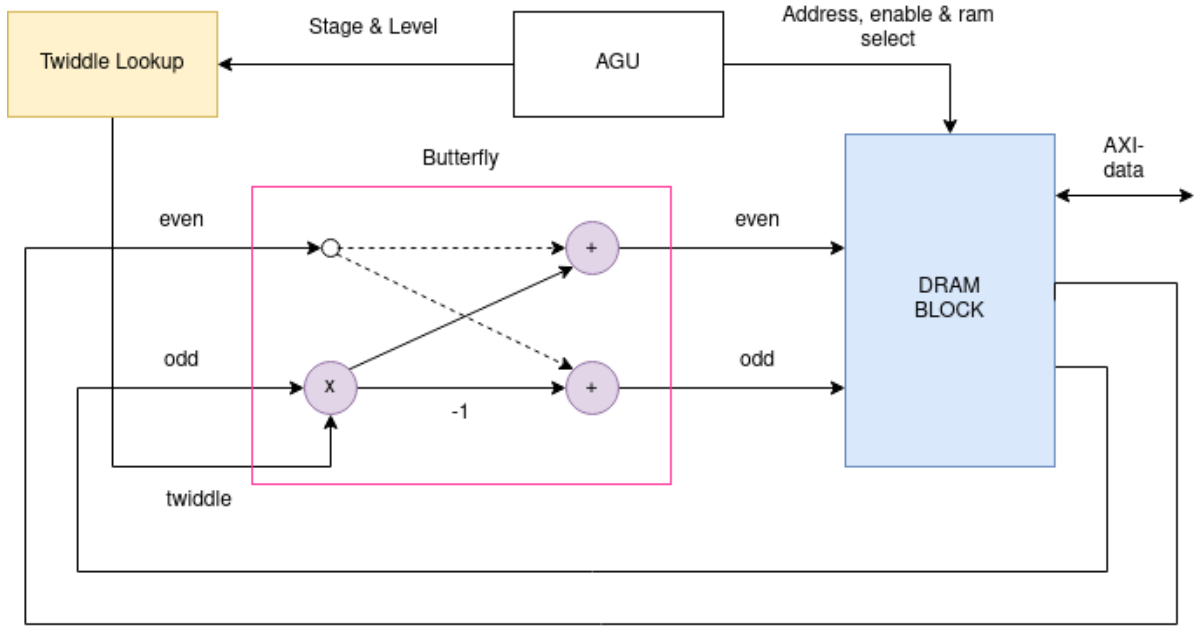 Address, enable & ram
select
Stage & Level
Twiddle Lookup
AGU
AXI-
data
Butterfly
even
+
even
DRAM
BLOCK
odd
x
-1
+
odd
twiddle